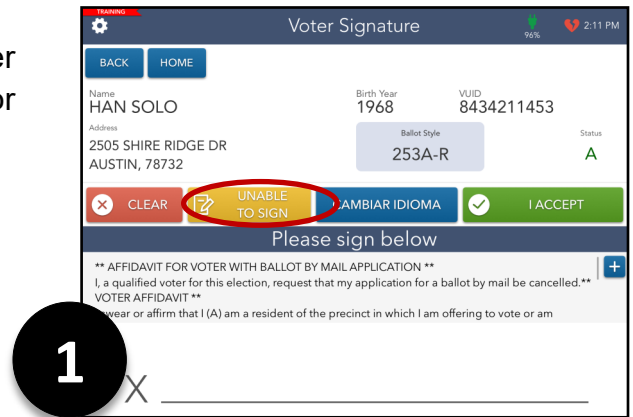 er
or
TRAINING
Voter Signature
96%
2:11 PM
BACK
HOME
Name
HAN SOLO
Birth Year
1968
VUID
8434211453
Address
2505 SHIRE RIDGE DR
AUSTIN, 78732
Ballot Style
253A-R
Status
A
CLEAR
UNABLE
TO SIGN
CAMBIAR IDIOMA
I ACCEPT
Please sign below
** AFFIDAVIT FOR VOTER WITH BALLOT BY MAIL APPLICATION **
I, a qualified voter for this election, request that my application for a ballot by mail be cancelled.**
VOTER AFFIDAVIT **
swear or affirm that I (A) am a resident of the precinct in which I am offering to vote or am
1
X